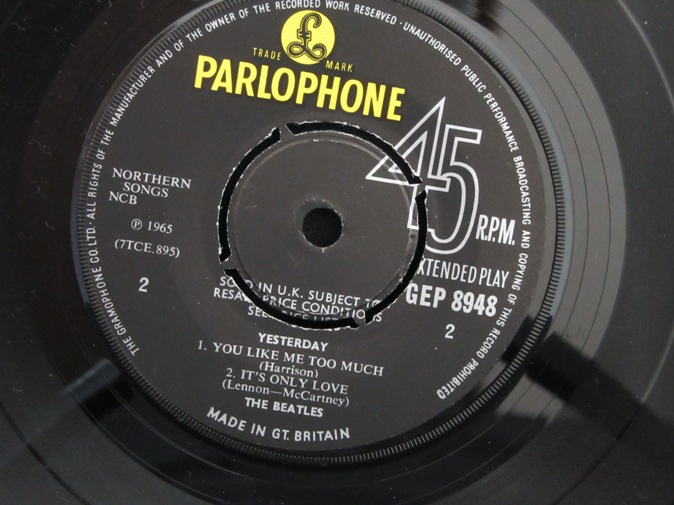 THE GRAMOPHONE CO. LTD. · ALL RIGHTS OF THE MANUFACTURER AND OF THE OWNER OF THE RECORDED WORK RESERVED · UNAUTHORISED PUBLIC PERFORMANCE BROADCASTING AND COPYING OF THIS RECORD PROHIBITED
£
TRADE MARK
PARLOPHONE
45
R.P.M.
NORTHERN
SONGS
NCB
℗ 1965
(7TCE.895)
2
EXTENDED PLAY
GEP 8948
2
SOLD IN U.K. SUBJECT TO
RESALE PRICE CONDITIONS
SEE PRICE LISTS
YESTERDAY
1. YOU LIKE ME TOO MUCH
(Harrison)
2. IT'S ONLY LOVE
(Lennon—McCartney)
THE BEATLES
MADE IN GT. BRITAIN